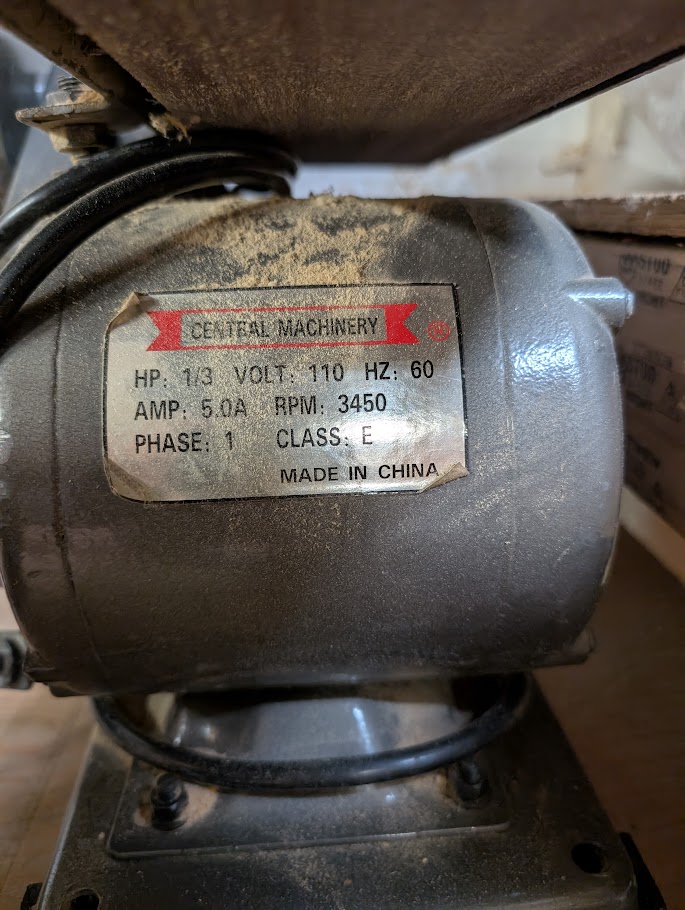 CENTRAL MACHINERY ®
HP: 1/3 VOLT: 110 HZ: 60
AMP: 5.0A RPM: 3450
PHASE: 1 CLASS: E
MADE IN CHINA